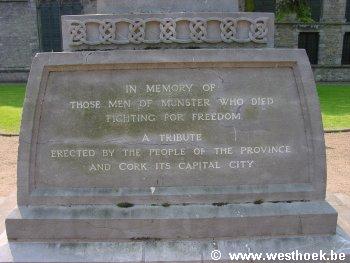 IN MEMORY OF
THOSE MEN OF MUNSTER WHO DIED
FIGHTING FOR FREEDOM
A TRIBUTE
ERECTED BY THE PEOPLE OF THE PROVINCE
AND CORK ITS CAPITAL CITY
© www.westhoek.be